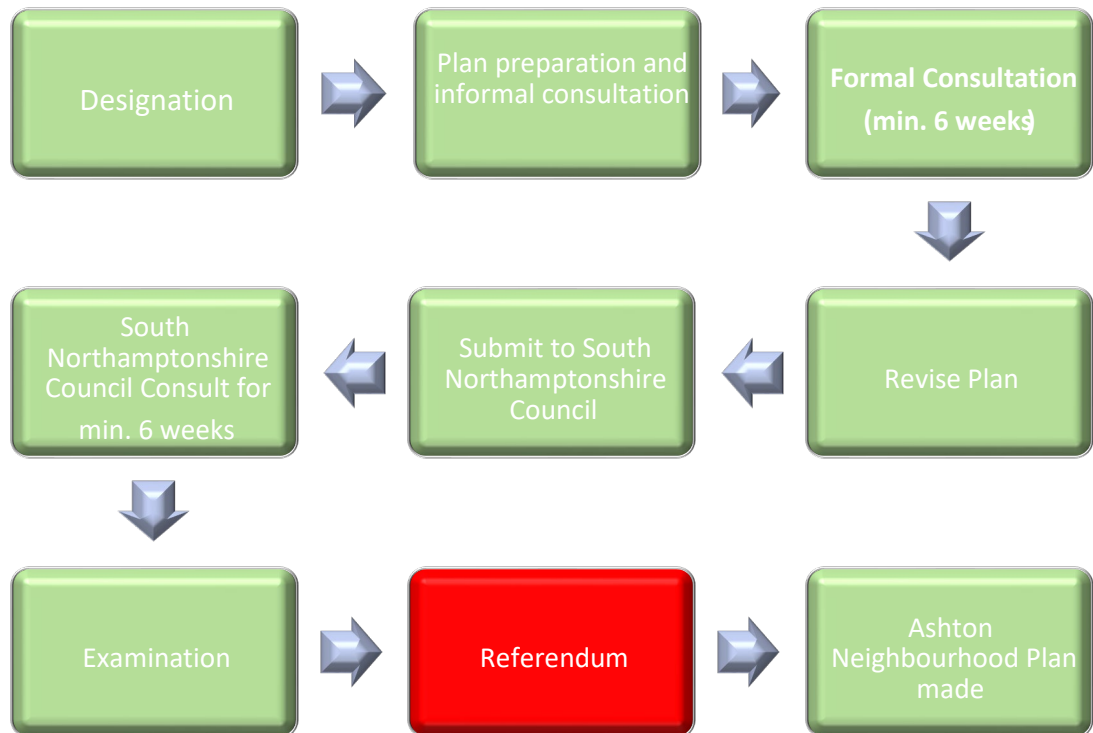 Designation
Plan preparation and
informal consultation
Formal Consultation
(min. 6 weeks)
Revise Plan
Submit to South
Northamptonshire
Council
South
Northamptonshire
Council Consult for
min. 6 weeks
Examination
Referendum
Ashton
Neighbourhood Plan
made